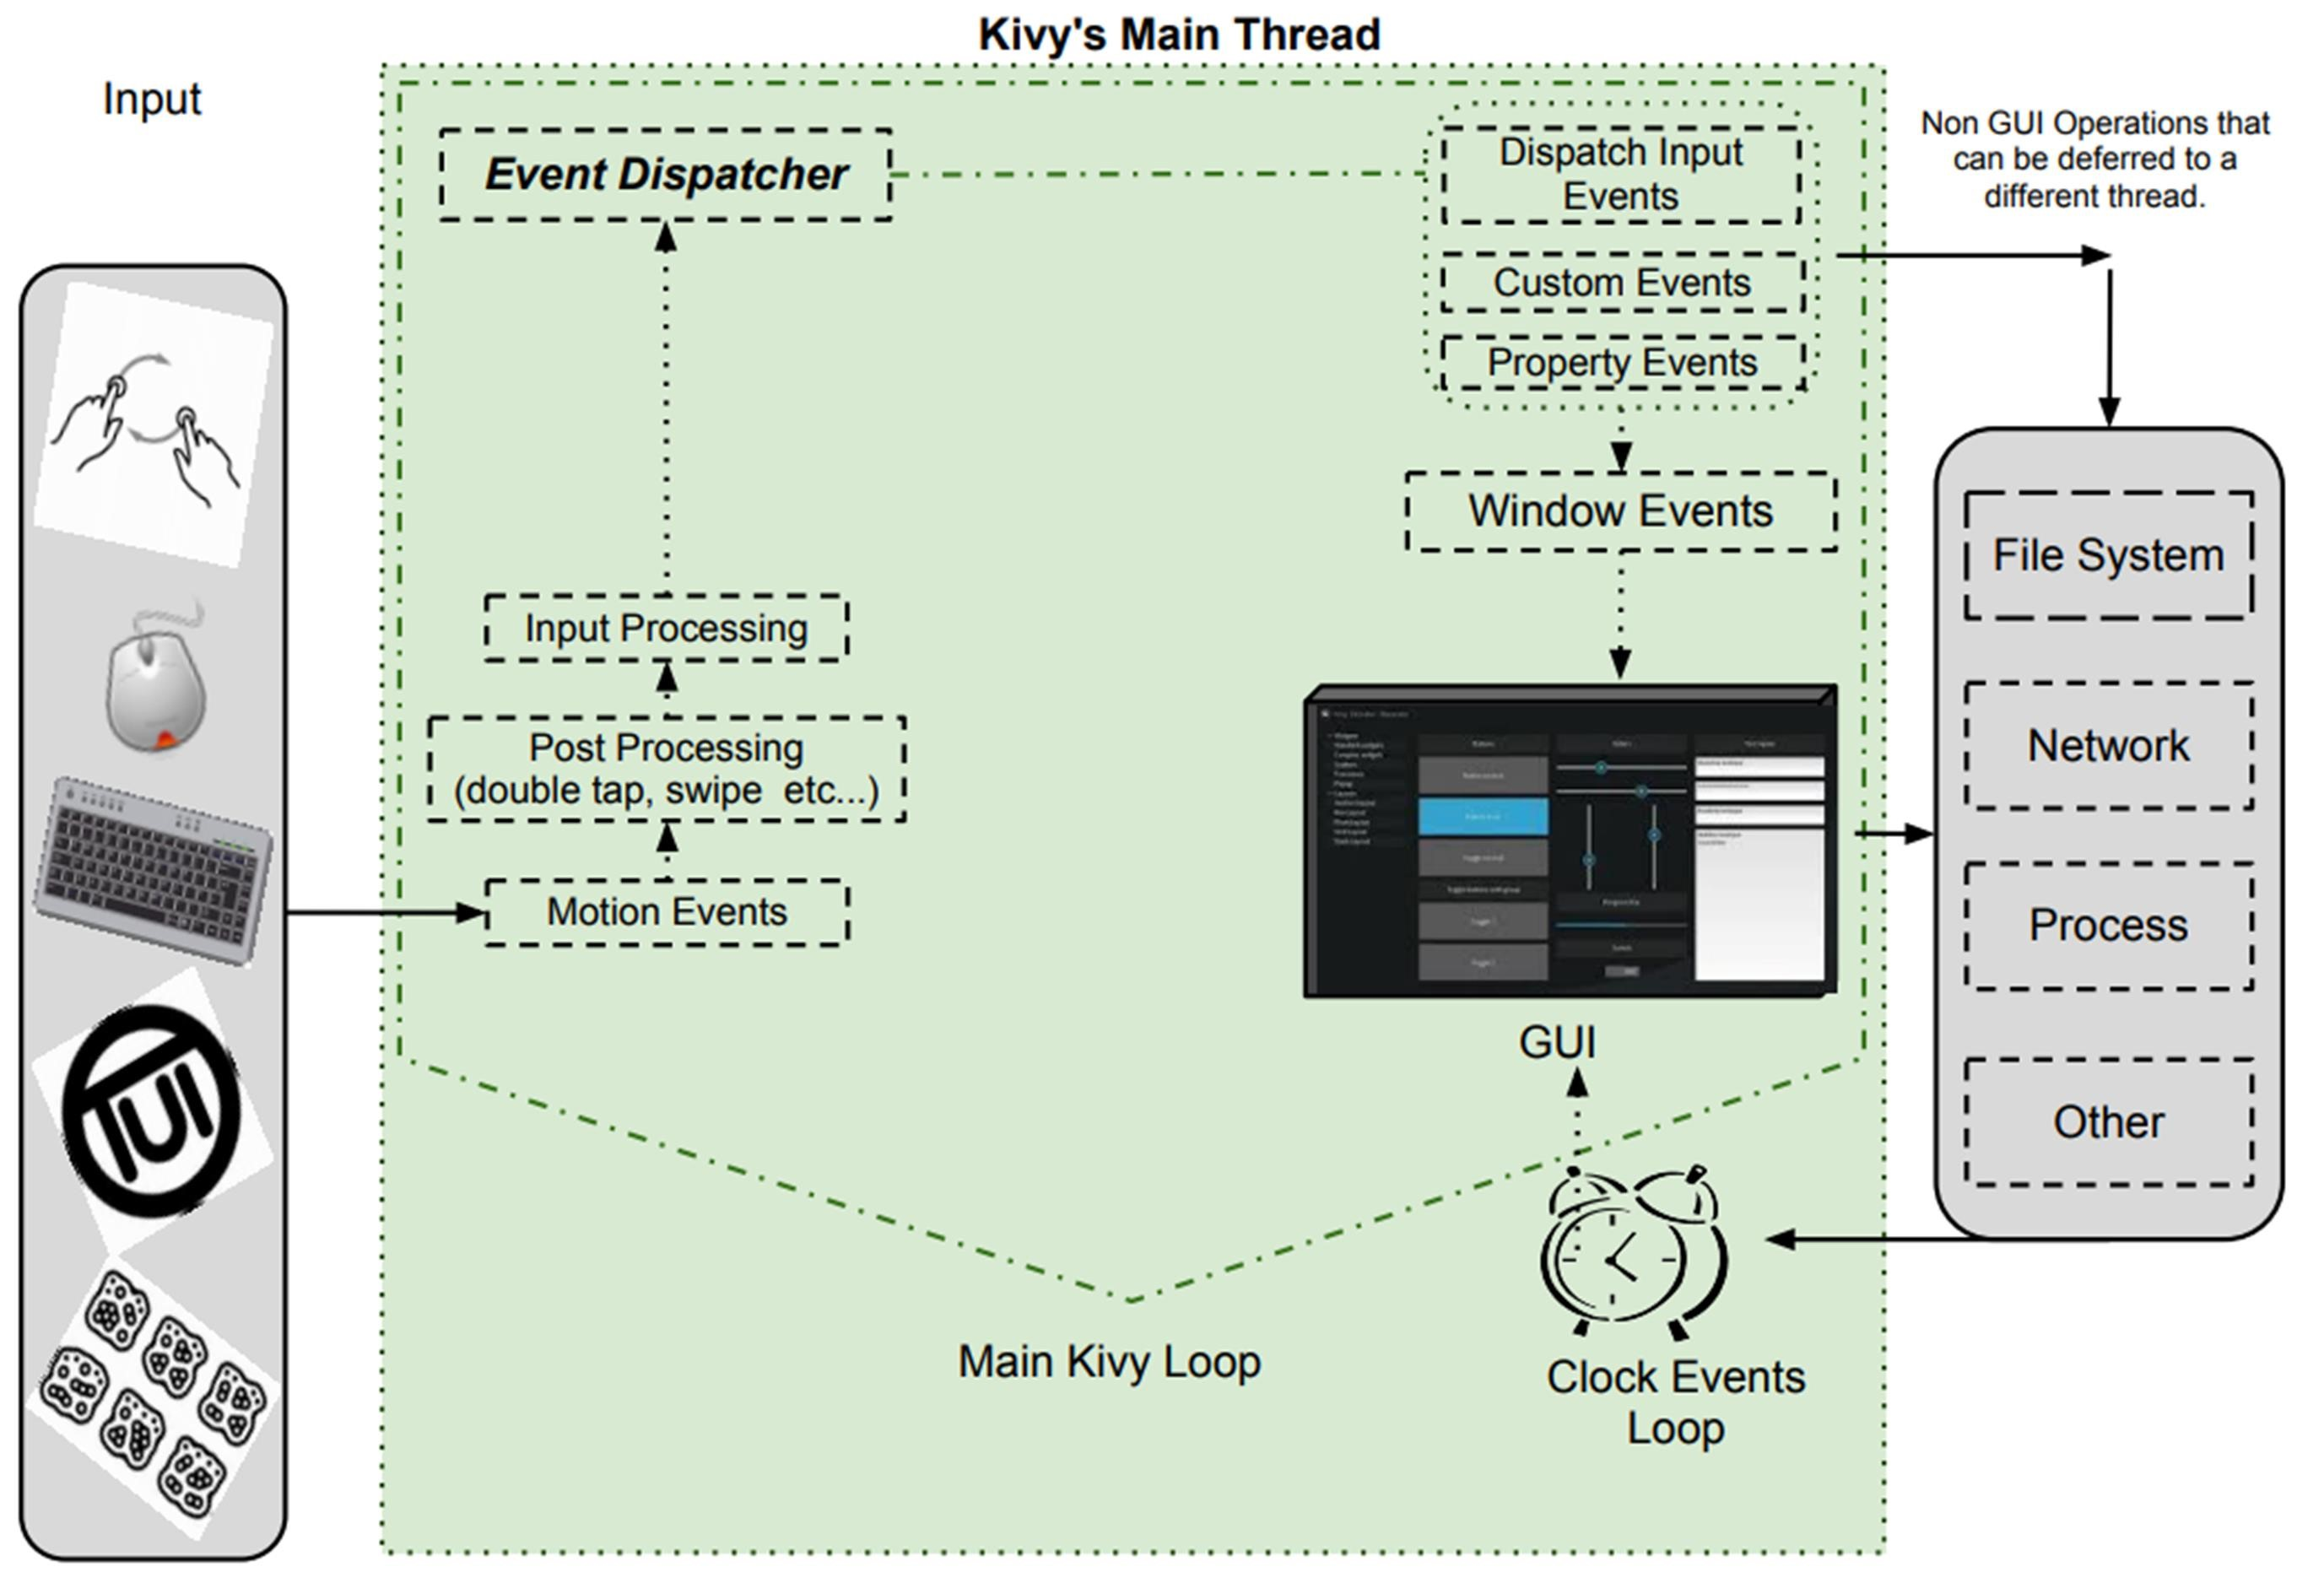 Kivy's Main Thread
Input
Event Dispatcher
Dispatch Input
Events
Custom Events
Property Events
Non GUI Operations that
can be deferred to a
different thread.
Window Events
File System
Network
Process
Other
Input Processing
Post Processing
(double tap, swipe etc...)
Motion Events
TUI
GUI
Main Kivy Loop
Clock Events
Loop